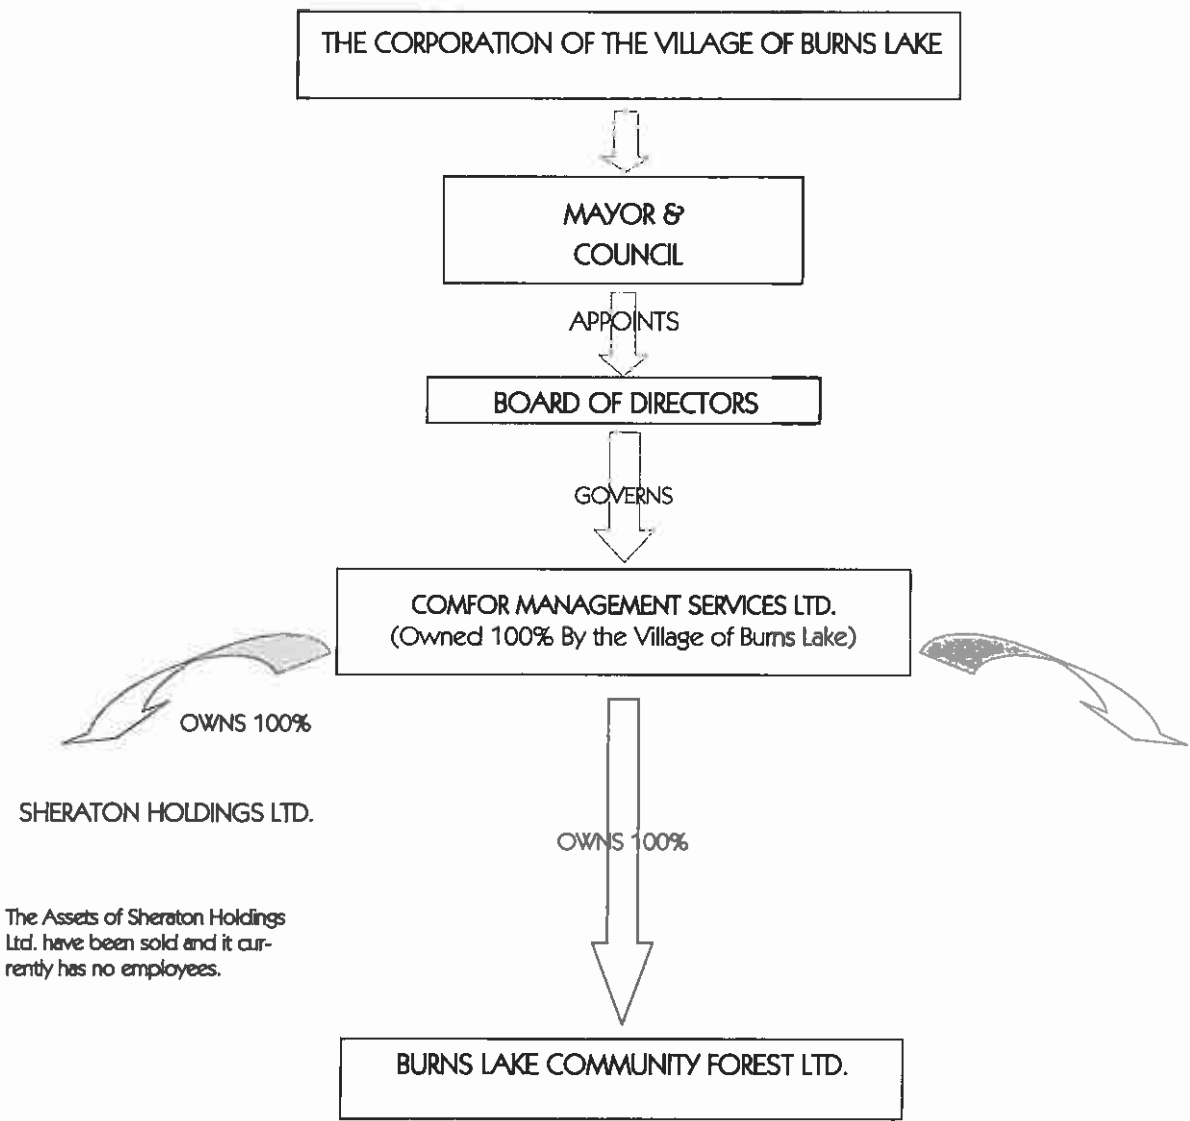 THE CORPORATION OF THE VILLAGE OF BURNS LAKE
MAYOR &
COUNCIL
APPOINTS
BOARD OF DIRECTORS
GOVERNS
COMFOR MANAGEMENT SERVICES LTD.
(Owned 100% By the Village of Burns Lake)
OWNS 100%
SHERATON HOLDINGS LTD.
OWNS 100%
The Assets of Sheraton Holdings
Ltd. have been sold and it cur-
rently has no employees.
BURNS LAKE COMMUNITY FOREST LTD.